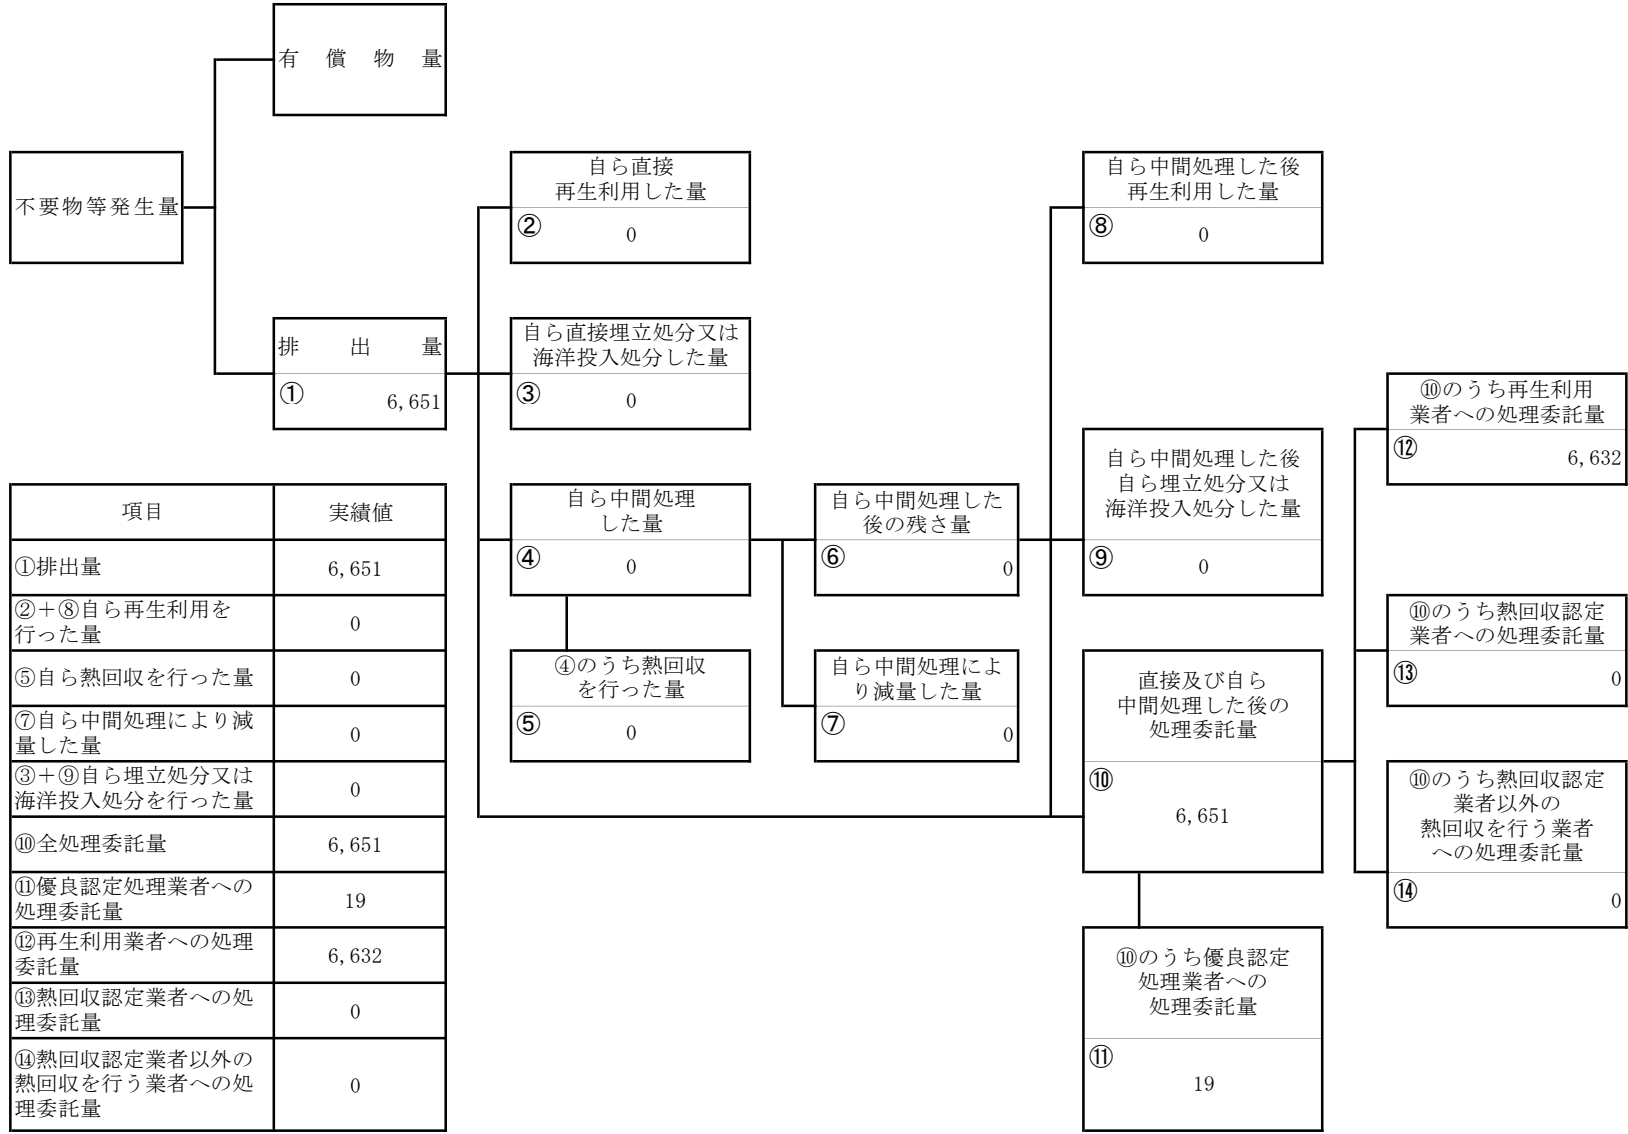 有償物量
不要物等発生量
排出量
①
6,651
自ら直接
再生利用した量
②
0
自ら直接埋立処分又は
海洋投入処分した量
③
0
自ら中間処理
した量
④
0
④のうち熱回収
を行った量
⑤
0
自ら中間処理した
後の残さ量
⑥
0
自ら中間処理によ
り減量した量
⑦
0
自ら中間処理した後
再生利用した量
⑧
0
自ら中間処理した後
自ら埋立処分又は
海洋投入処分した量
⑨
0
直接及び自ら
中間処理した後の
処理委託量
⑩
6,651
⑩のうち優良認定
処理業者への
処理委託量
⑪
19
⑩のうち再生利用
業者への処理委託量
⑫
6,632
⑩のうち熱回収認定
業者への処理委託量
⑬
0
⑩のうち熱回収認定
業者以外の
熱回収を行う業者
への処理委託量
⑭
0
項目 実績値
①排出量 6,651
②+⑧自ら再生利用を
行った量 0
⑤自ら熱回収を行った量 0
⑦自ら中間処理により減
量した量 0
③+⑨自ら埋立処分又は
海洋投入処分を行った量 0
⑩全処理委託量 6,651
⑪優良認定処理業者への
処理委託量 19
⑫再生利用業者への処理
委託量 6,632
⑬熱回収認定業者への処
理委託量 0
⑭熱回収認定業者以外の
熱回収を行う業者への処
理委託量 0